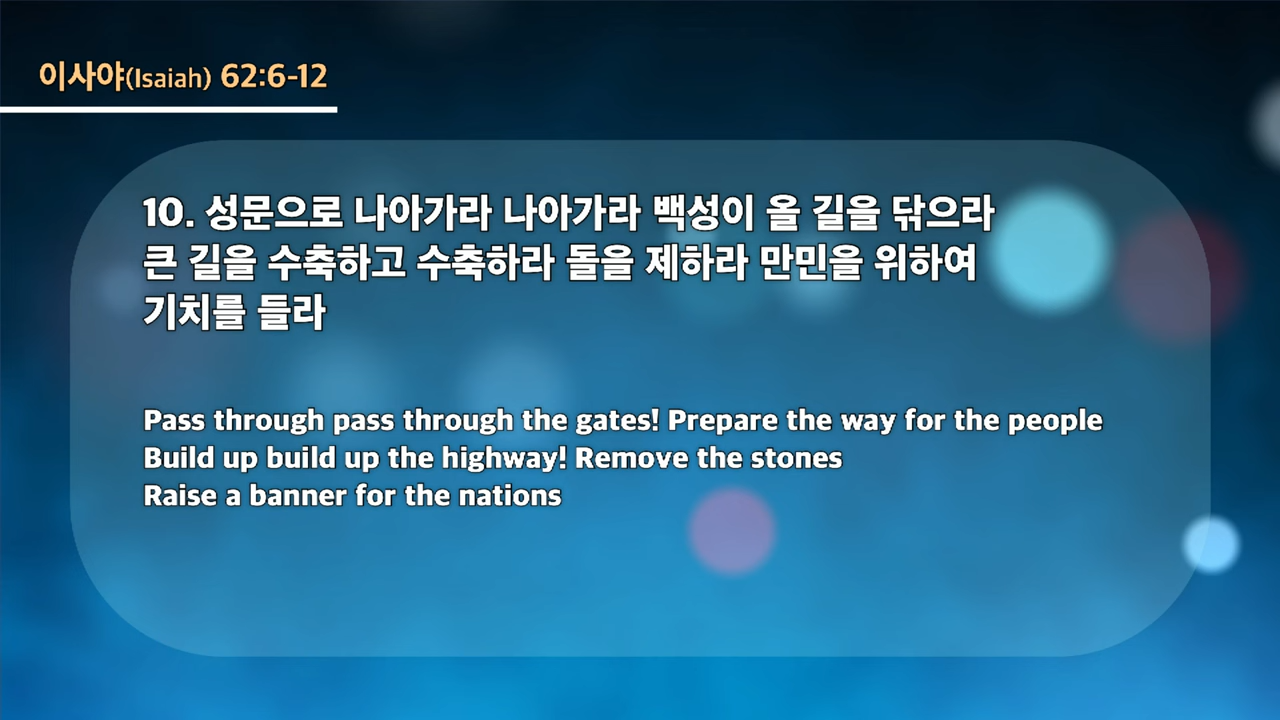 이사야(Isaiah) 62:6-12
10. 성문으로 나아가라 나아가라 백성이 올 길을 닦으라
큰 길을 수축하고 수축하라 돌을 제하라 만민을 위하여
기치를 들라
Pass through pass through the gates! Prepare the way for the people
Build up build up the highway! Remove the stones
Raise a banner for the nations